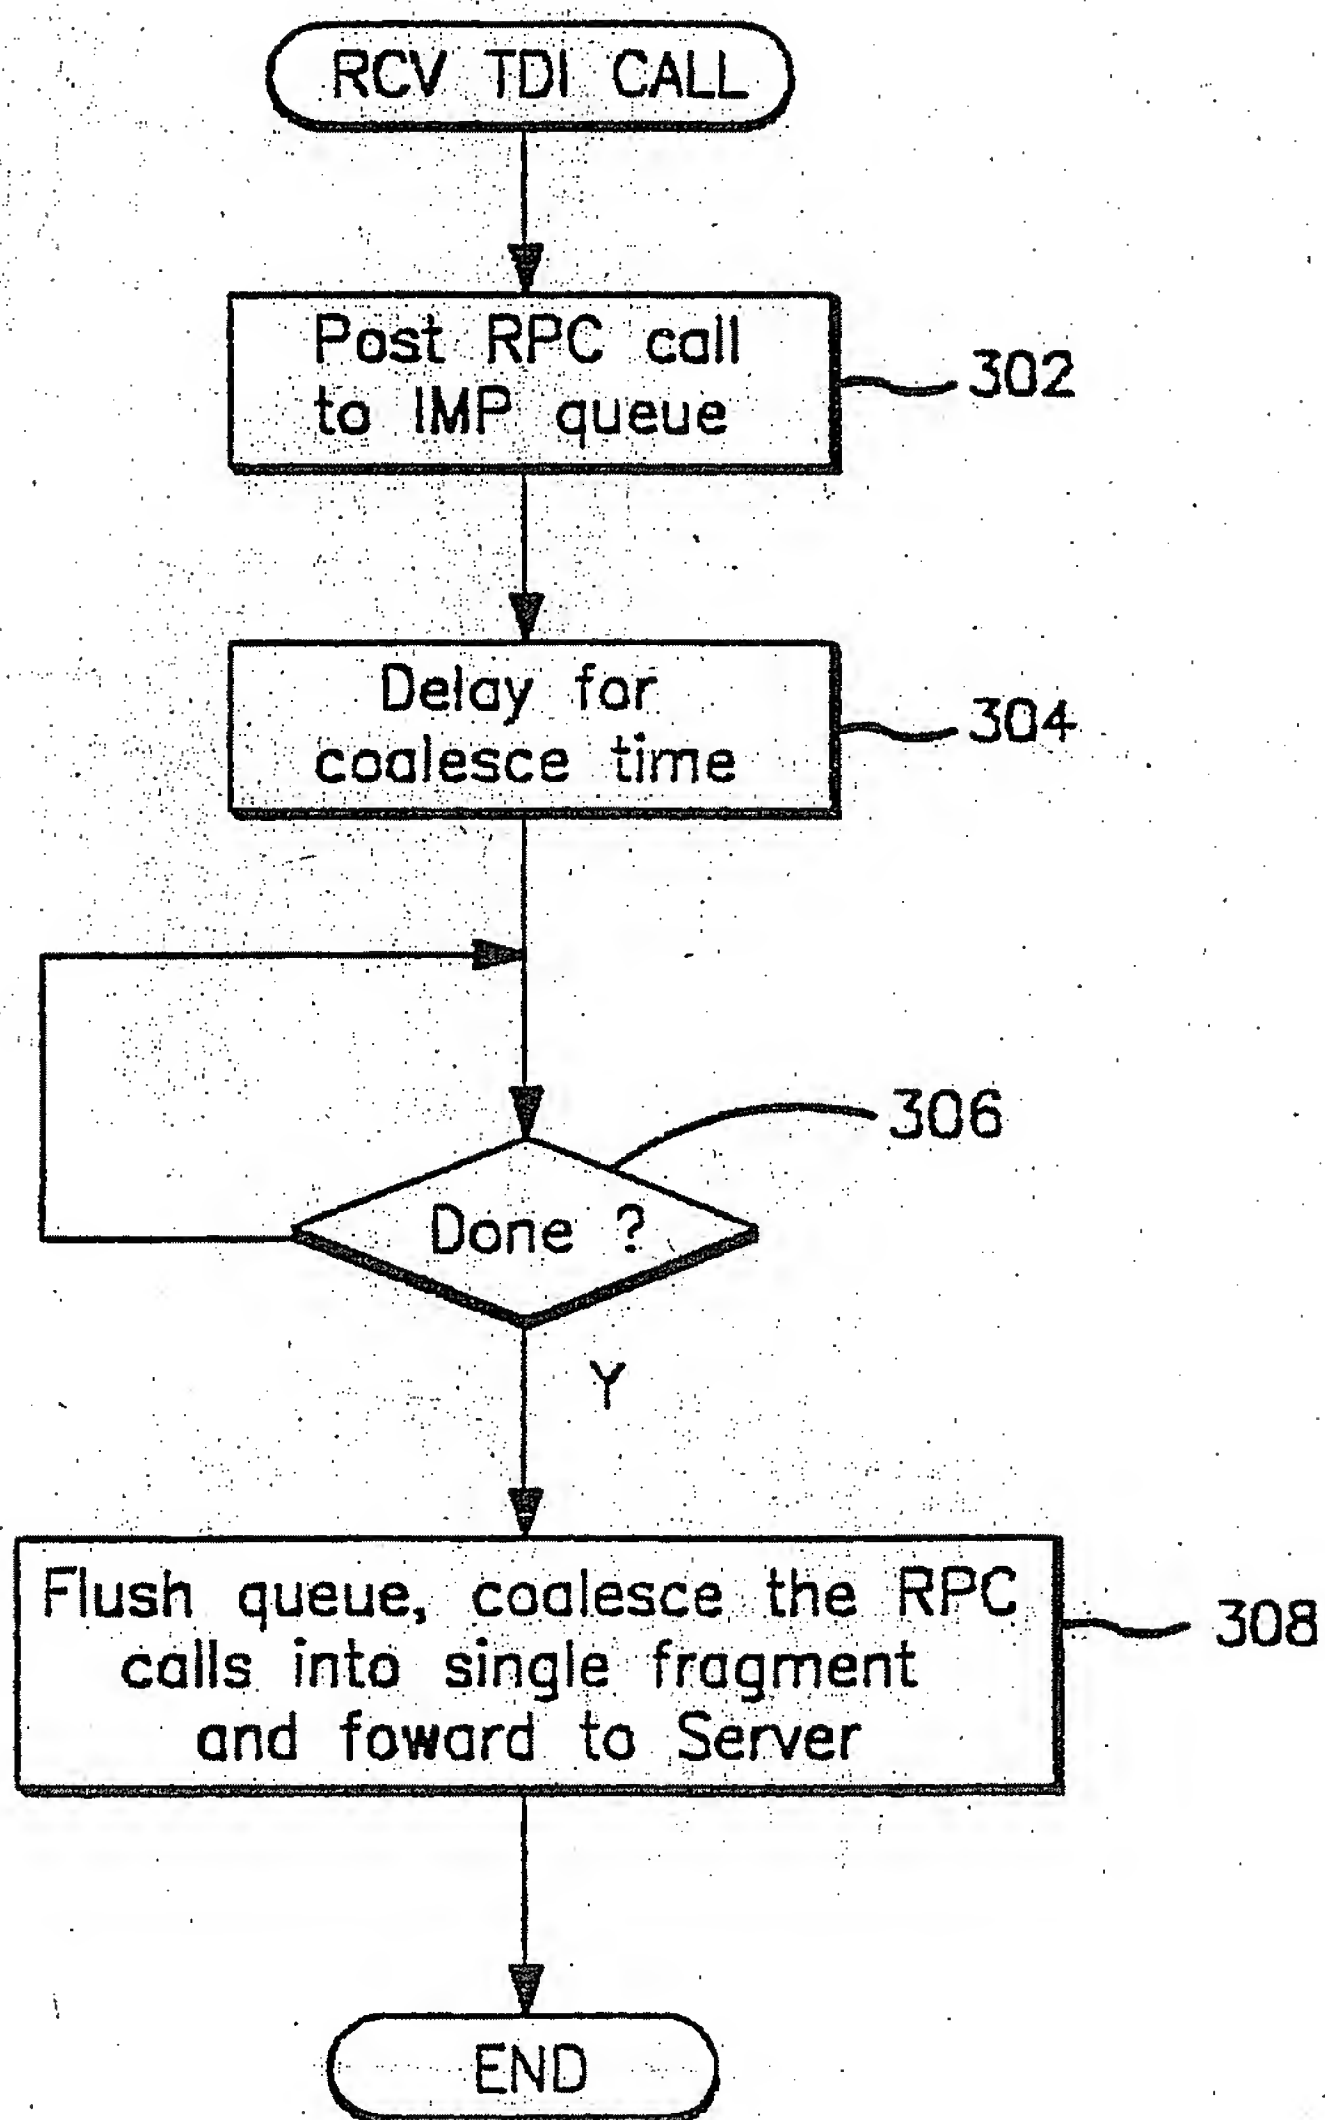 RCV TDI CALL
Post RPC call
to IMP queue
302
Delay for
coalesce time
304
306
Done ?
Y
Flush queue, coalesce the RPC
calls into single fragment
and foward to Server
308
END